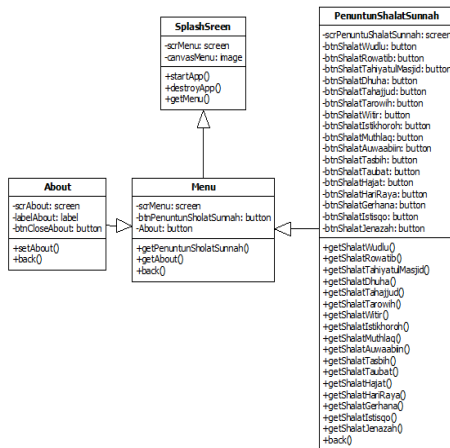 SplashSreen
-scrMenu: screen
-canvasMenu: image
+startApp()
+destroyApp()
+getMenu()
About
-scrAbout: screen
-labelAbout: label
-btnCloseAbout: button
+setAbout()
+back()
Menu
-scrMenu: screen
-btnPenuntunSholatSunnah: button
-About: button
+getPenuntunSholatSunnah()
+getAbout()
+back()
PenuntunShalatSunnah
-scrPenuntuShalatSunnah: screen
-btnShalatWudlu: button
-btnShalatRowatib: button
-btnShalatTahiyatulMasjid: button
-btnShalatDhuha: button
-btnShalatTahajjud: button
-btnShalatTarowih: button
-btnShalatWitir: button
-btnShalatIstikhoroh: button
-btnShalatMuthlaq: button
-btnShalatAuwaabiin: button
-btnShalatTasbih: button
-btnShalatTaubat: button
-btnShalatHajat: button
-btnShalatHariRaya: button
-btnShalatGerhana: button
-btnShalatIstisqo: button
-btnShalatJenazah: button
+getShalatWudlu()
+getShalatRowatib()
+getShalatTahiyatulMasjid()
+getShalatDhuha()
+getShalatTahajjud()
+getShalatTarowih()
+getShalatWitir()
+getShalatIstikhoroh()
+getShalatMuthlaq()
+getShalatAuwaabiin()
+getShalatTasbih()
+getShalatTaubat()
+getShalatHajat()
+getShalatHariRaya()
+getShalatGerhana()
+getShalatIstisqo()
+getShalatJenazah()
+back()